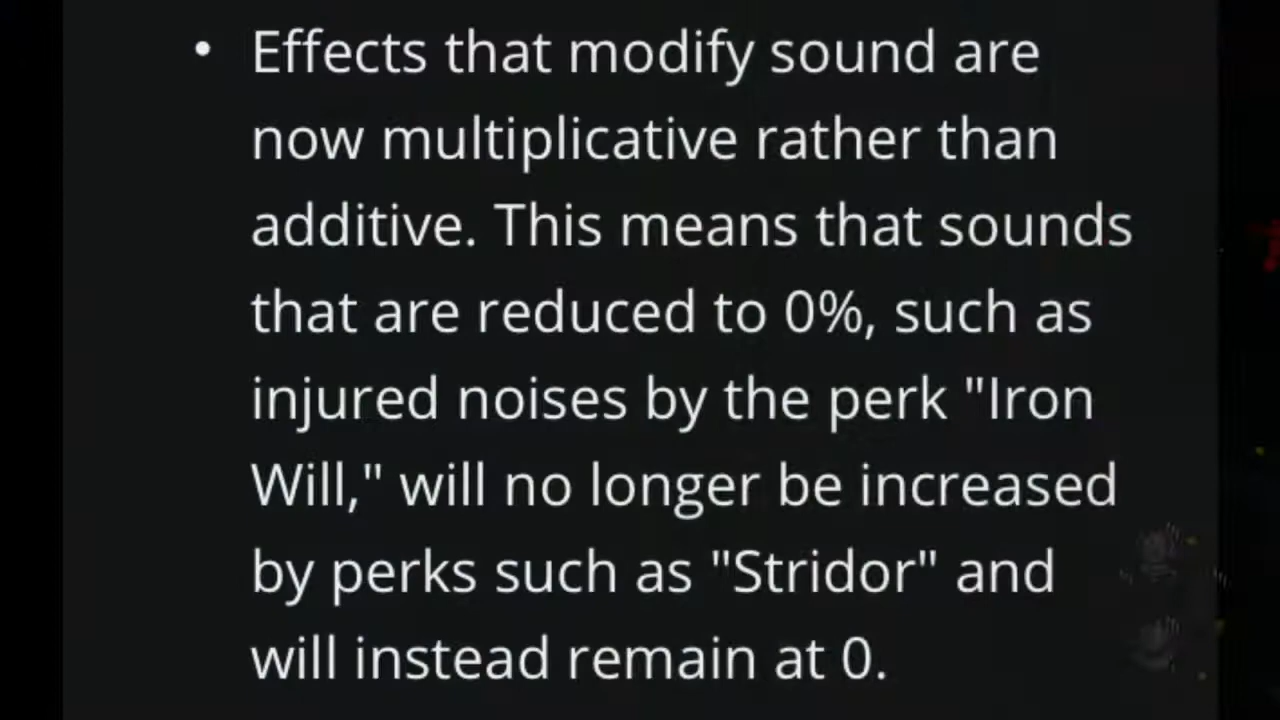 • Effects that modify sound are
now multiplicative rather than
additive. This means that sounds
that are reduced to 0%, such as
injured noises by the perk "Iron
Will," will no longer be increased
by perks such as "Stridor" and
will instead remain at 0.